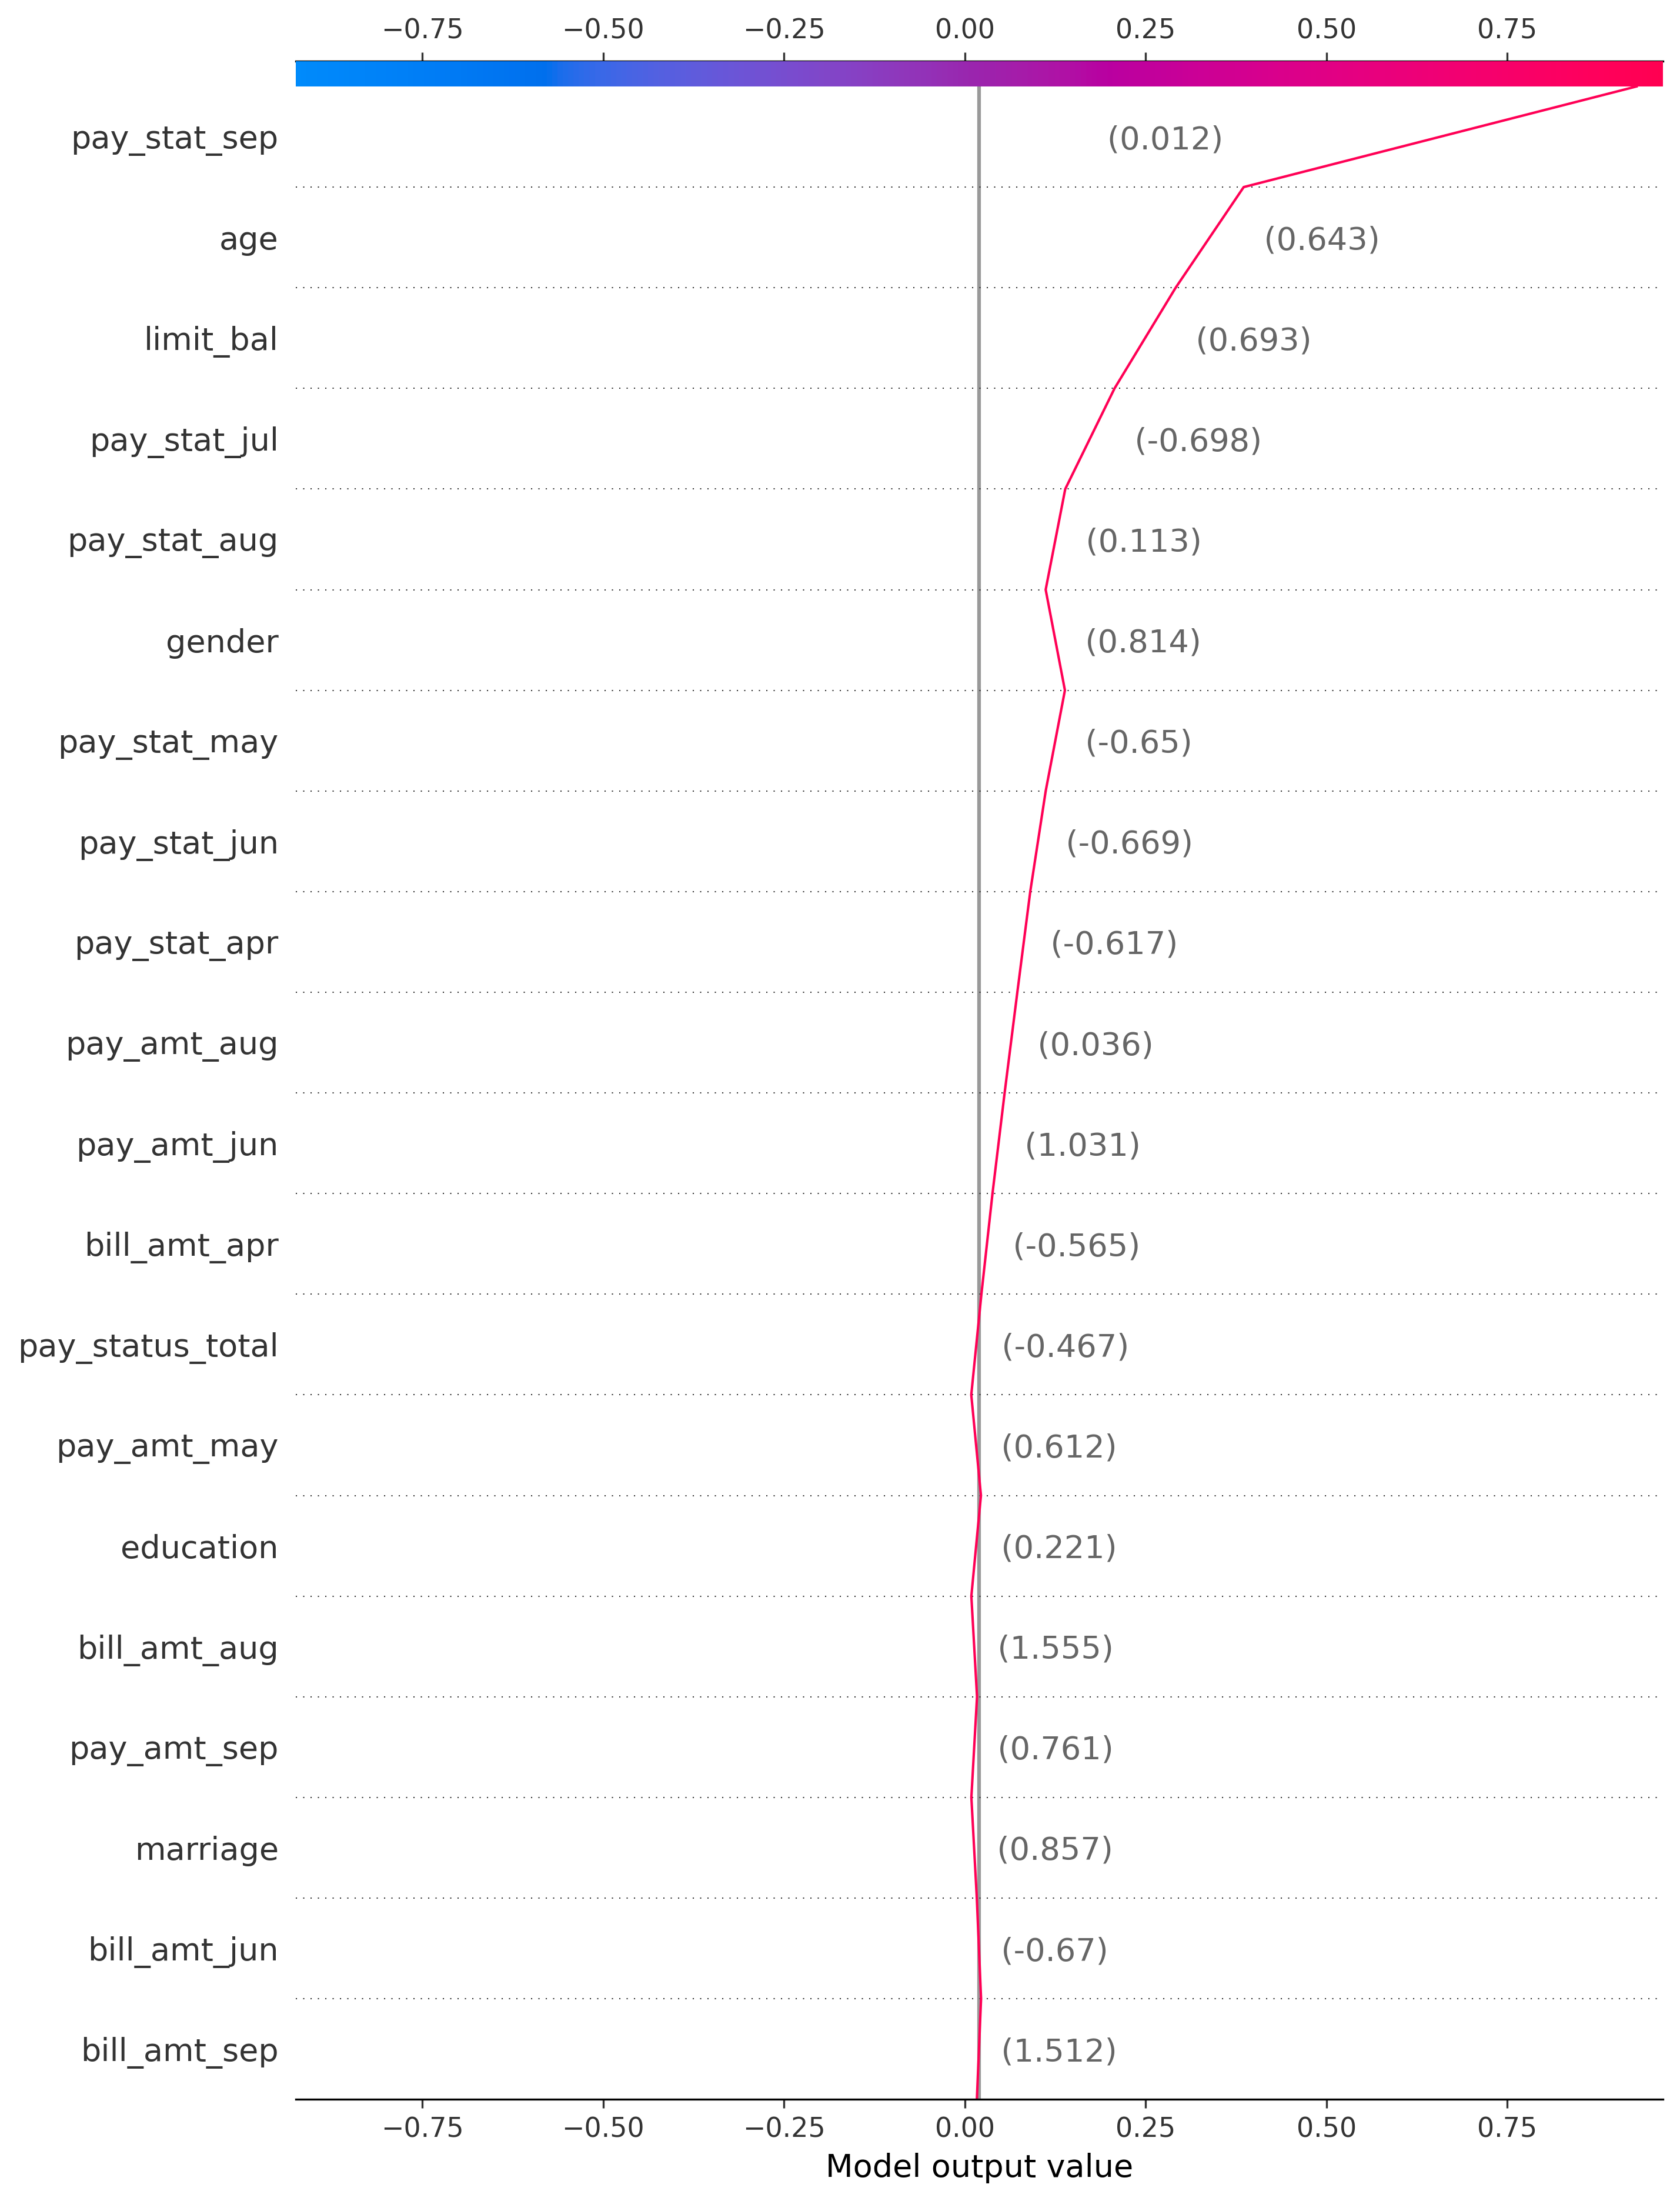 −0.75 −0.50 −0.25 0.00 0.25 0.50 0.75
pay_stat_sep (0.012)
age (0.643)
limit_bal (0.693)
pay_stat_jul (-0.698)
pay_stat_aug (0.113)
gender (0.814)
pay_stat_may (-0.65)
pay_stat_jun (-0.669)
pay_stat_apr (-0.617)
pay_amt_aug (0.036)
pay_amt_jun (1.031)
bill_amt_apr (-0.565)
pay_status_total (-0.467)
pay_amt_may (0.612)
education (0.221)
bill_amt_aug (1.555)
pay_amt_sep (0.761)
marriage (0.857)
bill_amt_jun (-0.67)
bill_amt_sep (1.512)
−0.75 −0.50 −0.25 0.00 0.25 0.50 0.75
Model output value